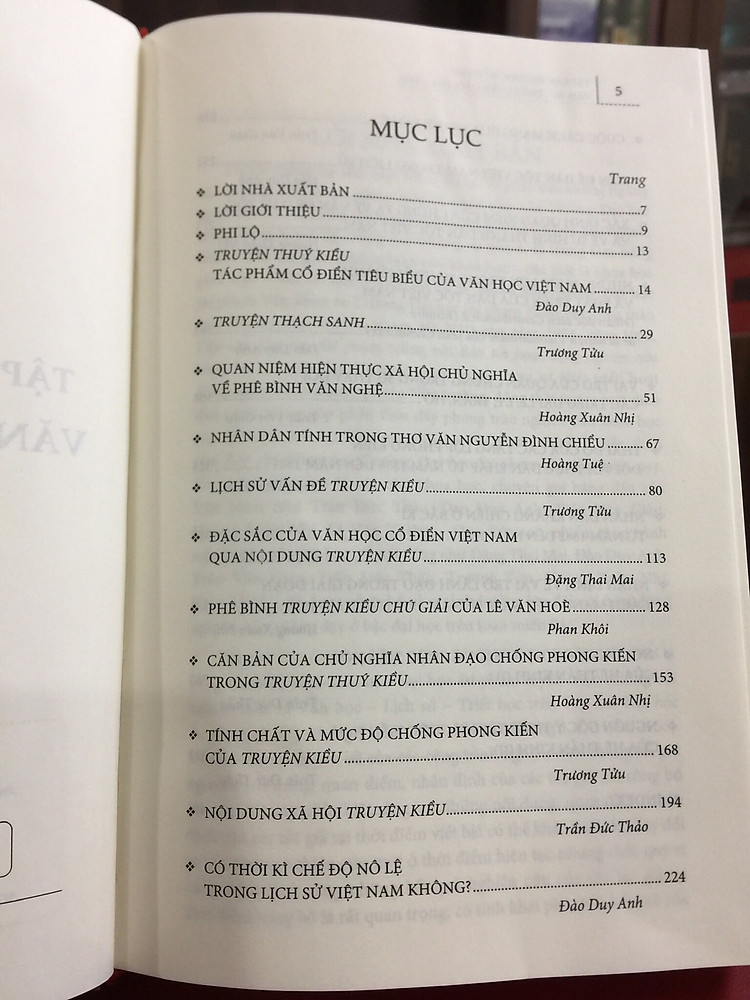 5
MỤC LỤC
Trang
❖ LỜI NHÀ XUẤT BẢN ........ 7
❖ LỜI GIỚI THIỆU ........ 9
❖ PHI LỘ ........ 13
❖ TRUYỆN THUÝ KIỀU
TÁC PHẨM CỔ ĐIỂN TIÊU BIỂU CỦA VĂN HỌC VIỆT NAM ........ 14
Đào Duy Anh
❖ TRUYỆN THẠCH SANH ........ 29
Trương Tửu
❖ QUAN NIỆM HIỆN THỰC XÃ HỘI CHỦ NGHĨA
VỀ PHÊ BÌNH VĂN NGHỆ ........ 51
Hoàng Xuân Nhị
❖ NHÂN DÂN TÍNH TRONG THƠ VĂN NGUYỄN ĐÌNH CHIỂU ........ 67
Hoàng Tuệ
❖ LỊCH SỬ VẤN ĐỀ TRUYỆN KIỀU ........ 80
Trương Tửu
❖ ĐẶC SẮC CỦA VĂN HỌC CỔ ĐIỂN VIỆT NAM
QUA NỘI DUNG TRUYỆN KIỀU ........ 113
Đặng Thai Mai
❖ PHÊ BÌNH TRUYỆN KIỀU CHÚ GIẢI CỦA LÊ VĂN HOÈ ........ 128
Phan Khôi
❖ CĂN BẢN CỦA CHỦ NGHĨA NHÂN ĐẠO CHỐNG PHONG KIẾN
TRONG TRUYỆN THUÝ KIỀU ........ 153
Hoàng Xuân Nhị
❖ TÍNH CHẤT VÀ MỨC ĐỘ CHỐNG PHONG KIẾN
CỦA TRUYỆN KIỀU ........ 168
Trương Tửu
❖ NỘI DUNG XÃ HỘI TRUYỆN KIỀU ........ 194
Trần Đức Thảo
❖ CÓ THỜI KÌ CHẾ ĐỘ NÔ LỆ
TRONG LỊCH SỬ VIỆT NAM KHÔNG? ........ 224
Đào Duy Anh
TẬP
VĂN